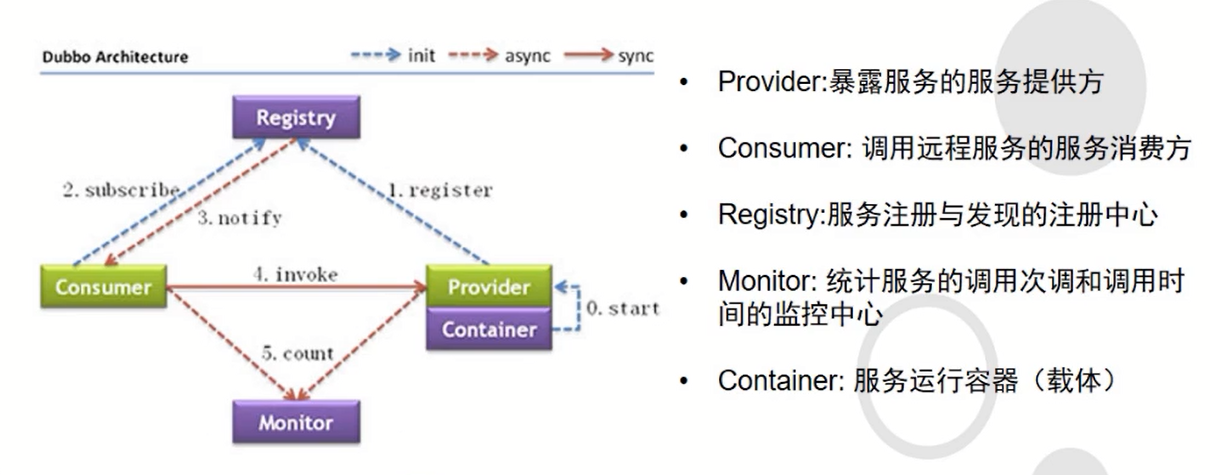 Dubbo Architecture
init
async
sync
Registry
2. subscribe
1. register
3. notify
Consumer
4. invoke
Provider
Container
0. start
5. count
Monitor
• Provider:暴露服务的服务提供方
• Consumer: 调用远程服务的服务消费方
• Registry:服务注册与发现的注册中心
• Monitor: 统计服务的调用次调和调用时
间的监控中心
• Container: 服务运行容器（载体）